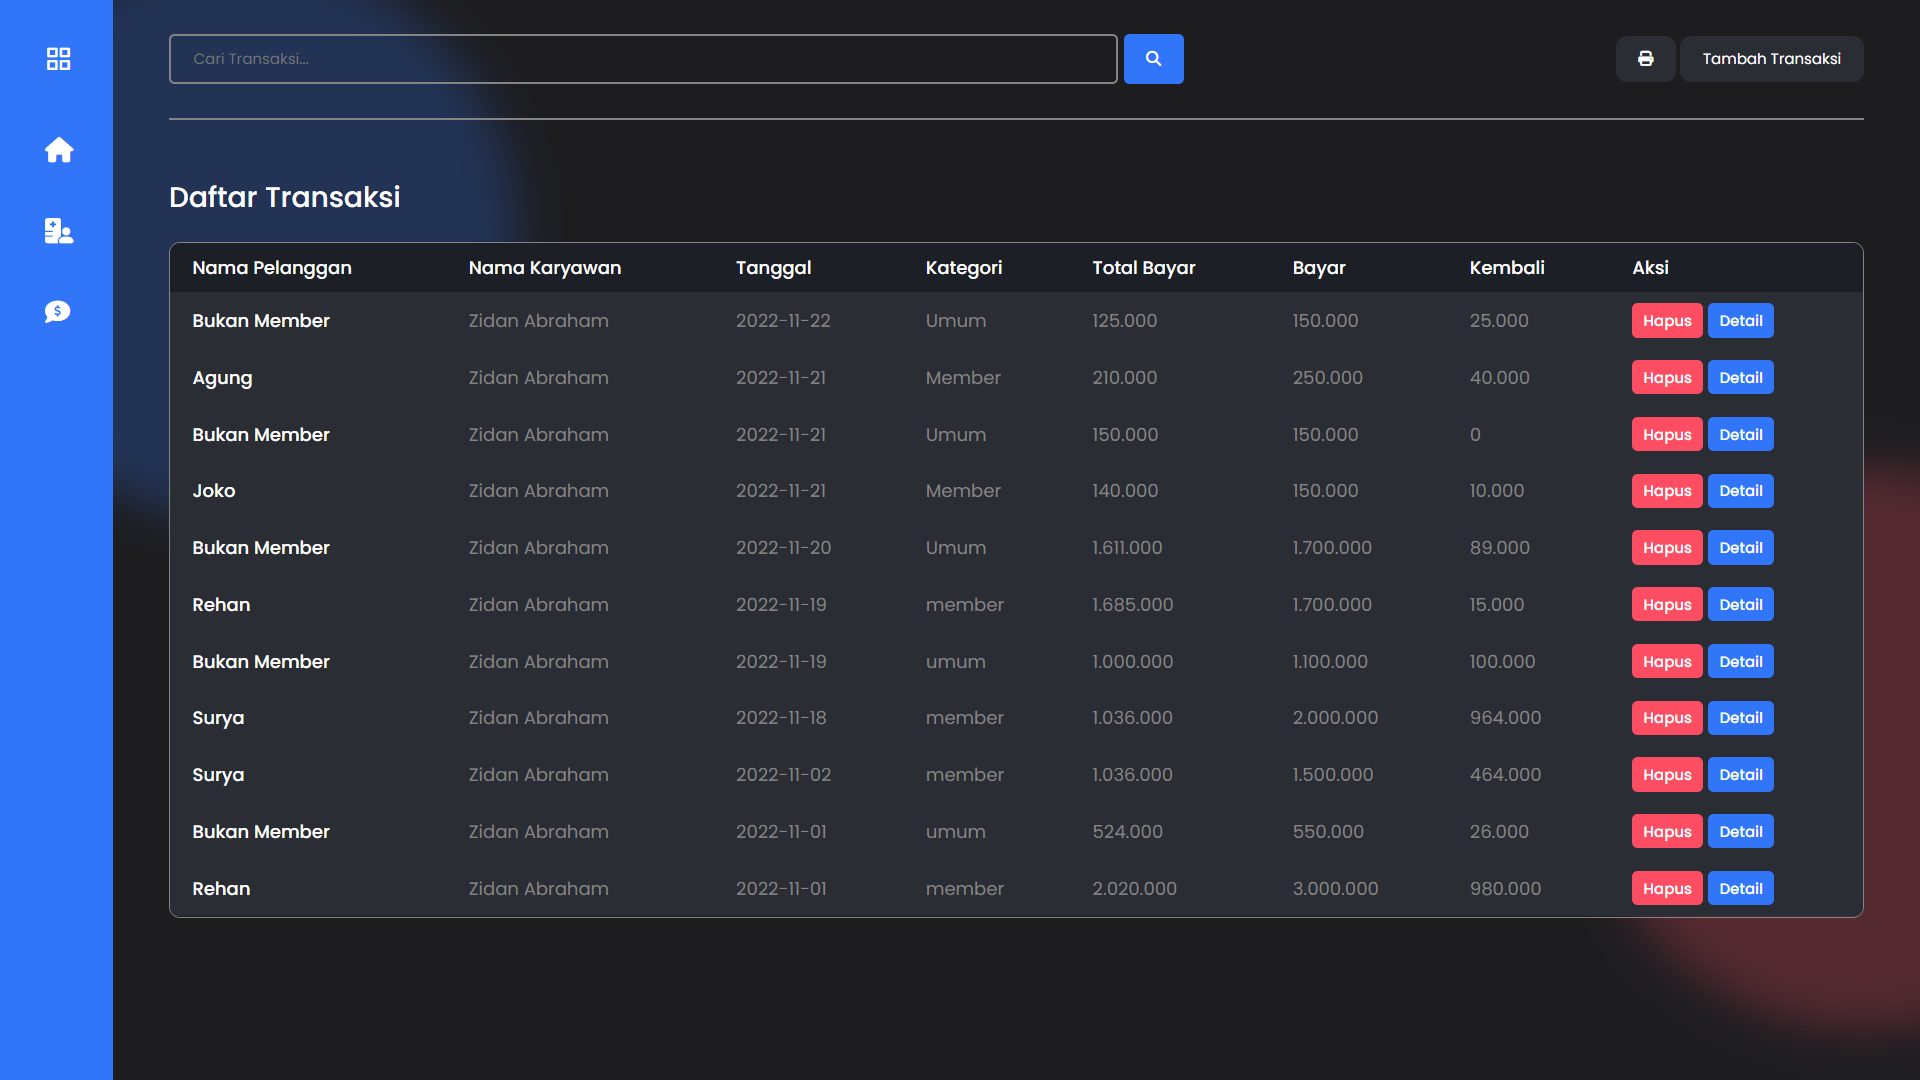 Cari Transaksi...
Tambah Transaksi
Daftar Transaksi
Nama Pelanggan Nama Karyawan Tanggal Kategori Total Bayar Bayar Kembali Aksi
Bukan Member Zidan Abraham 2022-11-22 Umum 125.000 150.000 25.000 Hapus Detail
Agung Zidan Abraham 2022-11-21 Member 210.000 250.000 40.000 Hapus Detail
Bukan Member Zidan Abraham 2022-11-21 Umum 150.000 150.000 0 Hapus Detail
Joko Zidan Abraham 2022-11-21 Member 140.000 150.000 10.000 Hapus Detail
Bukan Member Zidan Abraham 2022-11-20 Umum 1.611.000 1.700.000 89.000 Hapus Detail
Rehan Zidan Abraham 2022-11-19 member 1.685.000 1.700.000 15.000 Hapus Detail
Bukan Member Zidan Abraham 2022-11-19 umum 1.000.000 1.100.000 100.000 Hapus Detail
Surya Zidan Abraham 2022-11-18 member 1.036.000 2.000.000 964.000 Hapus Detail
Surya Zidan Abraham 2022-11-02 member 1.036.000 1.500.000 464.000 Hapus Detail
Bukan Member Zidan Abraham 2022-11-01 umum 524.000 550.000 26.000 Hapus Detail
Rehan Zidan Abraham 2022-11-01 member 2.020.000 3.000.000 980.000 Hapus Detail